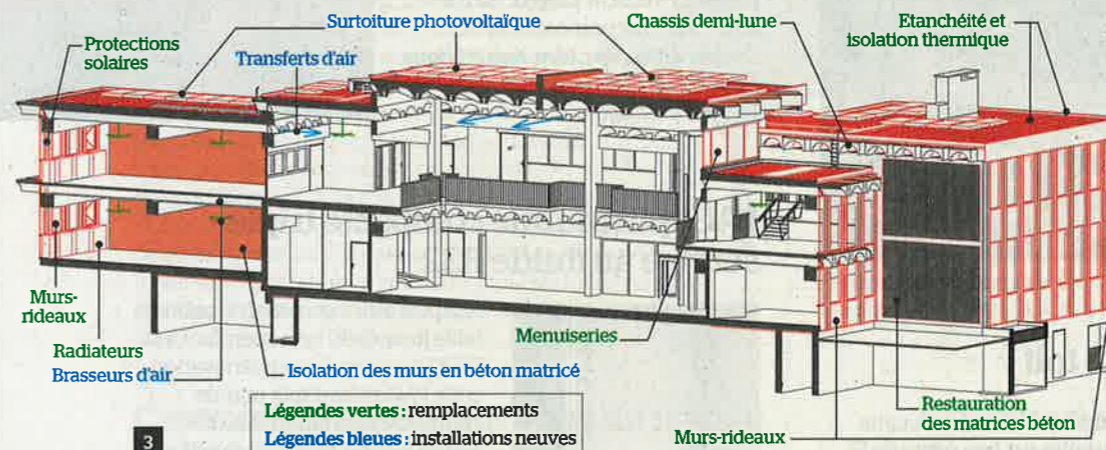 Surtoiture photovoltaïque
Chassis demi-lune
Etanchéité et
isolation thermique
Protections
solaires
Transferts d'air
Murs-
rideaux
Radiateurs
Brasseurs d'air
Isolation des murs en béton matricé
Menuiseries
Murs-rideaux
Restauration
des matrices béton
Légendes vertes : remplacements
Légendes bleues : installations neuves
3